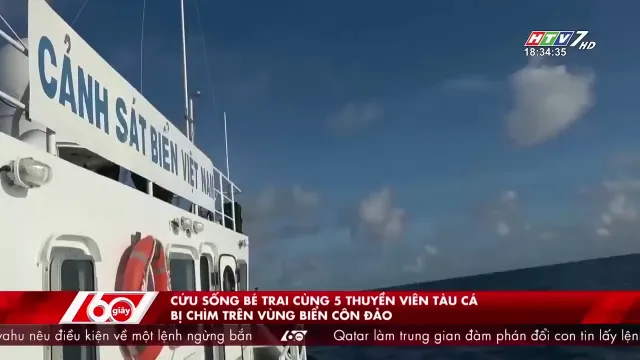 HTV7 HD
18:34:35
CẢNH SÁT BIỂN VIỆT NAM
60 giây
CỨU SỐNG BÉ TRAI CÙNG 5 THUYỀN VIÊN TÀU CÁ
BỊ CHÌM TRÊN VÙNG BIỂN CÔN ĐẢO
yahu nêu điều kiện về một lệnh ngừng bắn 60 Qatar làm trung gian đàm phán đổi con tin lấy lện